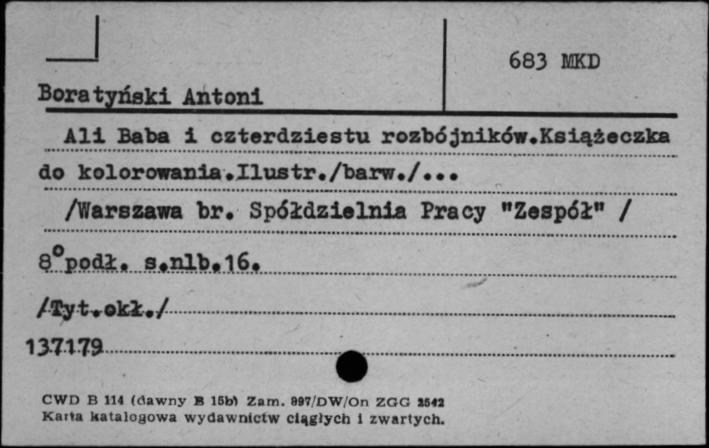 683 MKD
Boratyński Antoni
Ali Baba i czterdziestu rozbójników.Książeczka
do kolorowania.Ilustr./barw./...
/Warszawa br. Spółdzielnia Pracy "Zespół" /
8°podł. s.nlb.16.
/Tyt.okł./
137179
CWD B 114 (dawny B 15b) Zam. 897/DW/On ZGG 2542
Karta katalogowa wydawnictw ciągłych i zwartych.